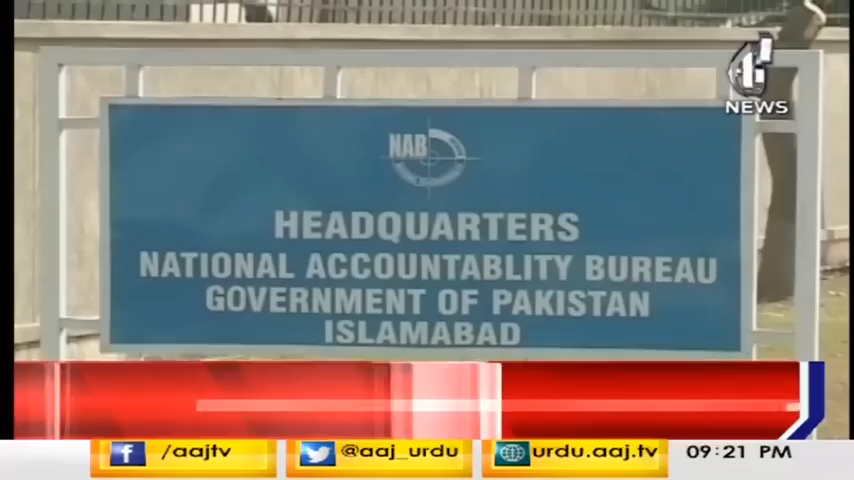 NEWS
NAB
HEADQUARTERS
NATIONAL ACCOUNTABLITY BUREAU
GOVERNMENT OF PAKISTAN
ISLAMABAD
/aajtv
@aaj_urdu
urdu.aaj.tv
09:21 PM